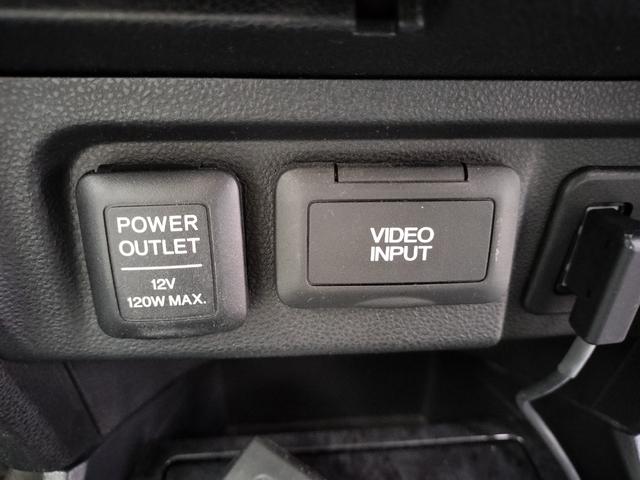 POWER
OUTLET
12V
120W MAX.
VIDEO
INPUT